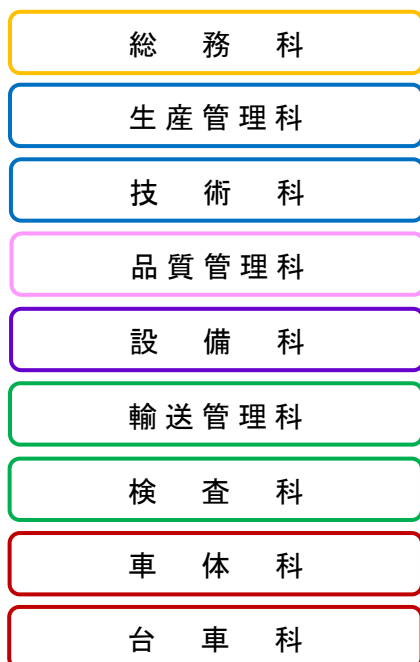 総務科
生産管理科
技術科
品質管理科
設備科
輸送管理科
検査科
車体科
台車科